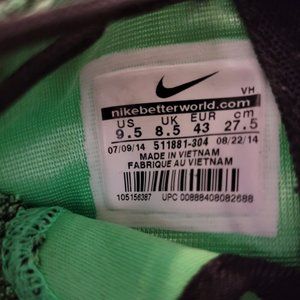 VH
nikebetterworld.com
US UK EUR cm
9.5 8.5 43 27.5
07/09/14 511881-304 08/22/14
MADE IN VIETNAM
FABRIQUE AU VIETNAM
105156387 UPC 00888408082688